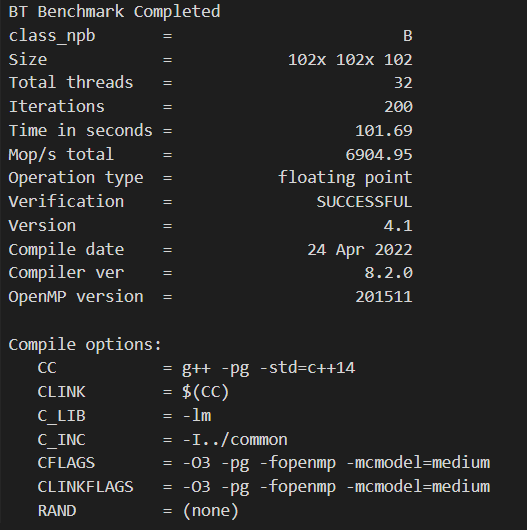 BT Benchmark Completed
class_npb = B
Size = 102x 102x 102
Total threads = 32
Iterations = 200
Time in seconds = 101.69
Mop/s total = 6904.95
Operation type = floating point
Verification = SUCCESSFUL
Version = 4.1
Compile date = 24 Apr 2022
Compiler ver = 8.2.0
OpenMP version = 201511
Compile options:
CC = g++ -pg -std=c++14
CLINK = $(CC)
C_LIB = -lm
C_INC = -I../common
CFLAGS = -O3 -pg -fopenmp -mcmodel=medium
CLINKFLAGS = -O3 -pg -fopenmp -mcmodel=medium
RAND = (none)